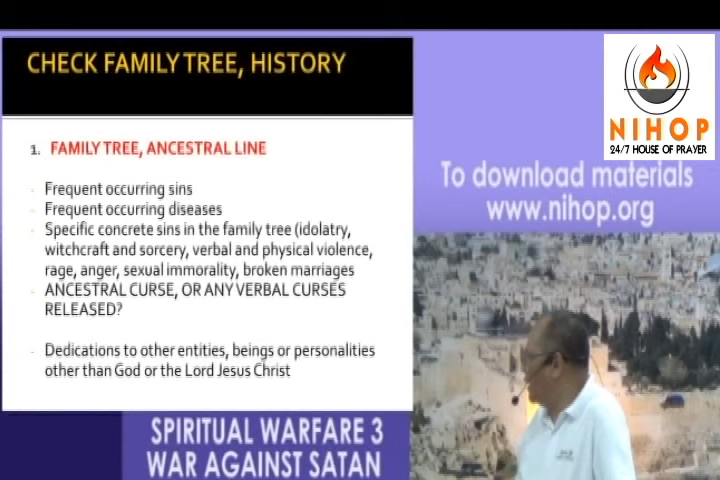 CHECK FAMILY TREE, HISTORY
1. FAMILY TREE, ANCESTRAL LINE
- Frequent occurring sins
- Frequent occurring diseases
- Specific concrete sins in the family tree (idolatry,
witchcraft and sorcery, verbal and physical violence,
rage, anger, sexual immorality, broken marriages
- ANCESTRAL CURSE, OR ANY VERBAL CURSES
RELEASED?
- Dedications to other entities, beings or personalities
other than God or the Lord Jesus Christ
NIHOP
24/7 HOUSE OF PRAYER
To download materials
www.nihop.org
SPIRITUAL WARFARE 3
WAR AGAINST SATAN